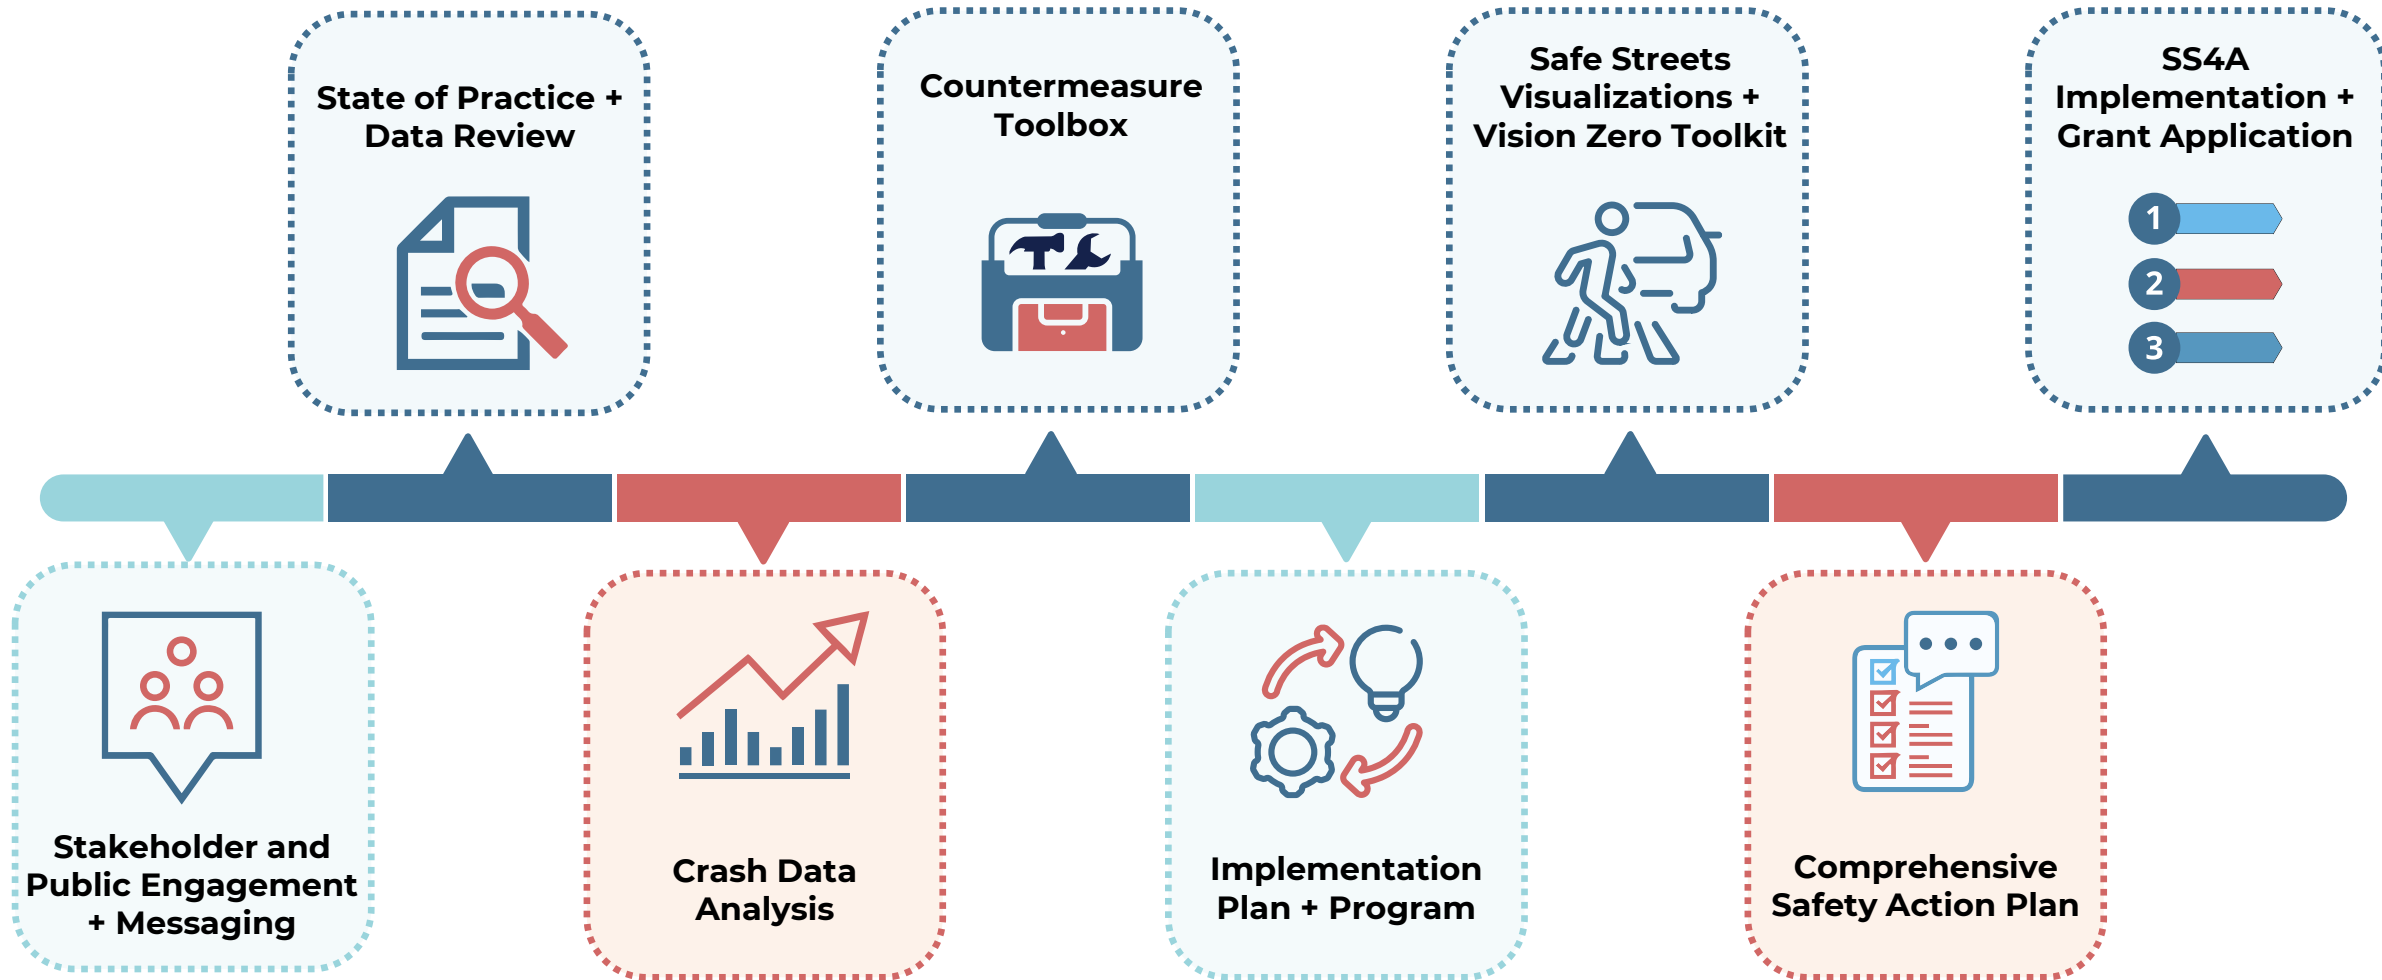 State of Practice +
Data Review
Countermeasure
Toolbox
Safe Streets
Visualizations +
Vision Zero Toolkit
SS4A
Implementation +
Grant Application
1
2
3
Stakeholder and
Public Engagement
+ Messaging
Crash Data
Analysis
Implementation
Plan + Program
Comprehensive
Safety Action Plan